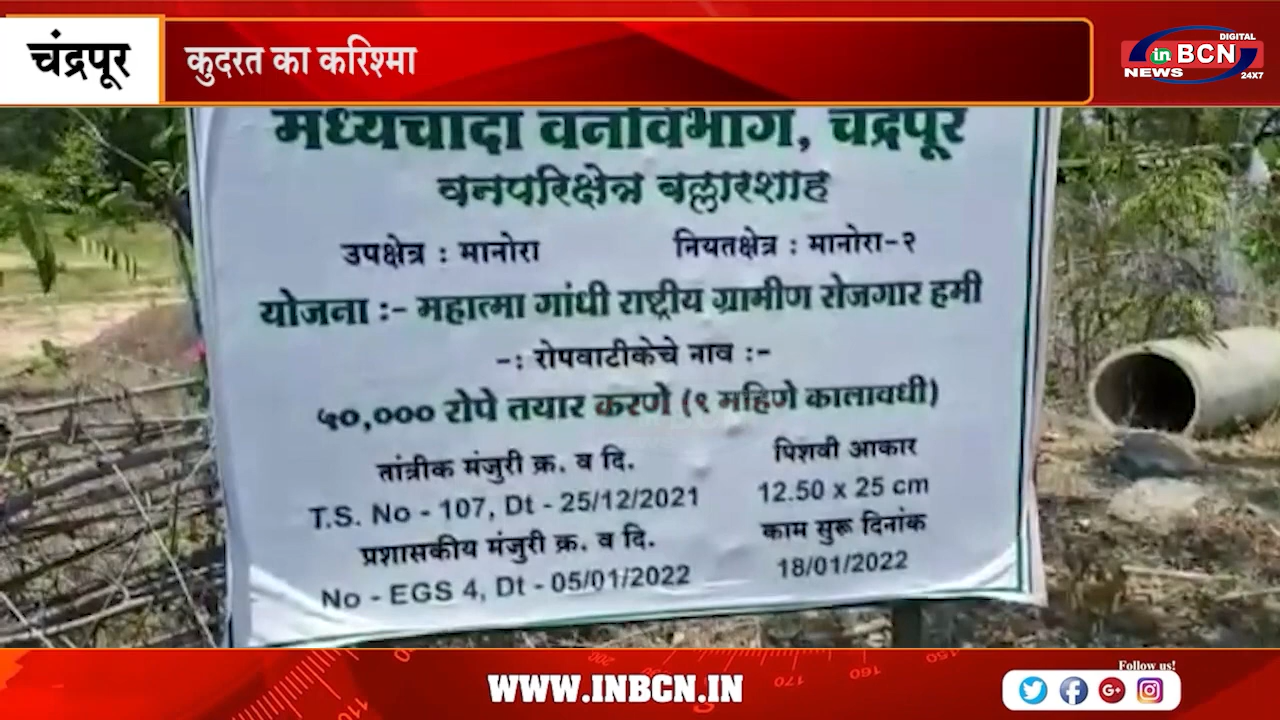 चंद्रपूर
कुदरत का करिश्मा
DIGITAL
in BCN
NEWS
24X7
मध्यचांदा वनविभाग, चंद्रपूर
वनपरिक्षेत्र बल्लारशाह
उपक्षेत्र : मानोरा नियतक्षेत्र : मानोरा-२
योजना :- महात्मा गांधी राष्ट्रीय ग्रामीण रोजगार हमी
-: रोपवाटीकेचे नाव :-
५०,००० रोपे तयार करणे (९ महिणे कालावधी)
तांत्रीक मंजुरी क्र. व दि. पिशवी आकार
T.S. No - 107, Dt - 25/12/2021 12.50 x 25 cm
प्रशासकीय मंजुरी क्र. व दि. काम सुरू दिनांक
No - EGS 4, Dt - 05/01/2022 18/01/2022
WWW.INBCN.IN
Follow us!